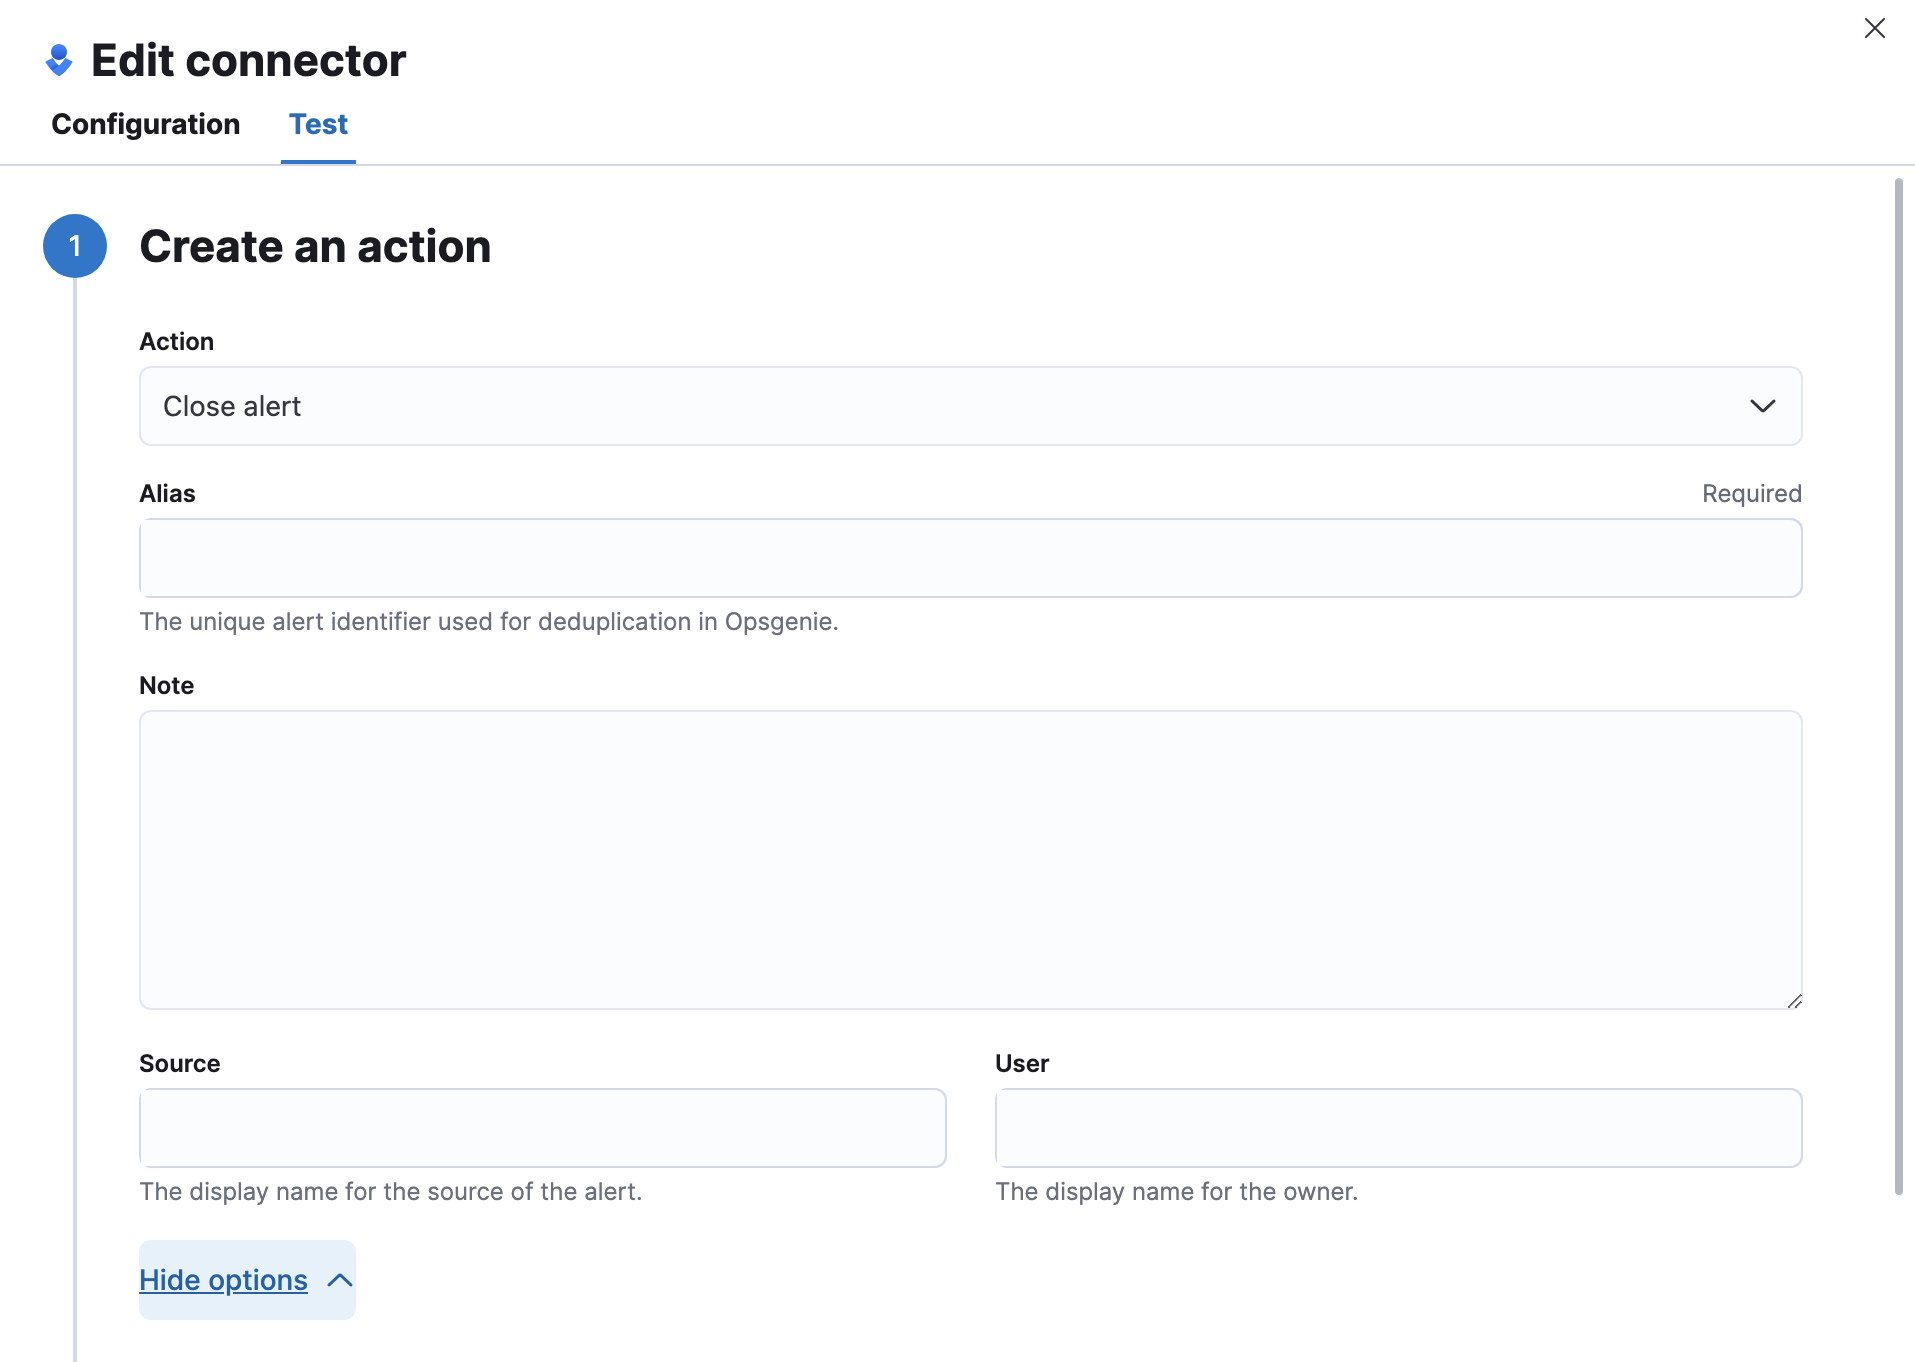 Edit connector
Configuration Test
1 Create an action
Action
Close alert
Alias Required
The unique alert identifier used for deduplication in Opsgenie.
Note
Source User
The display name for the source of the alert. The display name for the owner.
Hide options